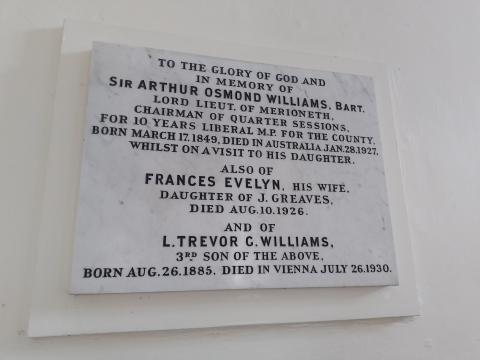 TO THE GLORY OF GOD AND
IN MEMORY OF
SIR ARTHUR OSMOND WILLIAMS, BART.
LORD LIEUT. OF MERIONETH,
CHAIRMAN OF QUARTER SESSIONS,
FOR 10 YEARS LIBERAL M.P. FOR THE COUNTY.
BORN MARCH 17.1849, DIED IN AUSTRALIA JAN.28.1927,
WHILST ON A VISIT TO HIS DAUGHTER.
ALSO OF
FRANCES EVELYN, HIS WIFE,
DAUGHTER OF J. GREAVES,
DIED AUG.10.1926.
AND OF
L.TREVOR G.WILLIAMS,
3RD SON OF THE ABOVE,
BORN AUG.26.1885. DIED IN VIENNA JULY 26.1930.